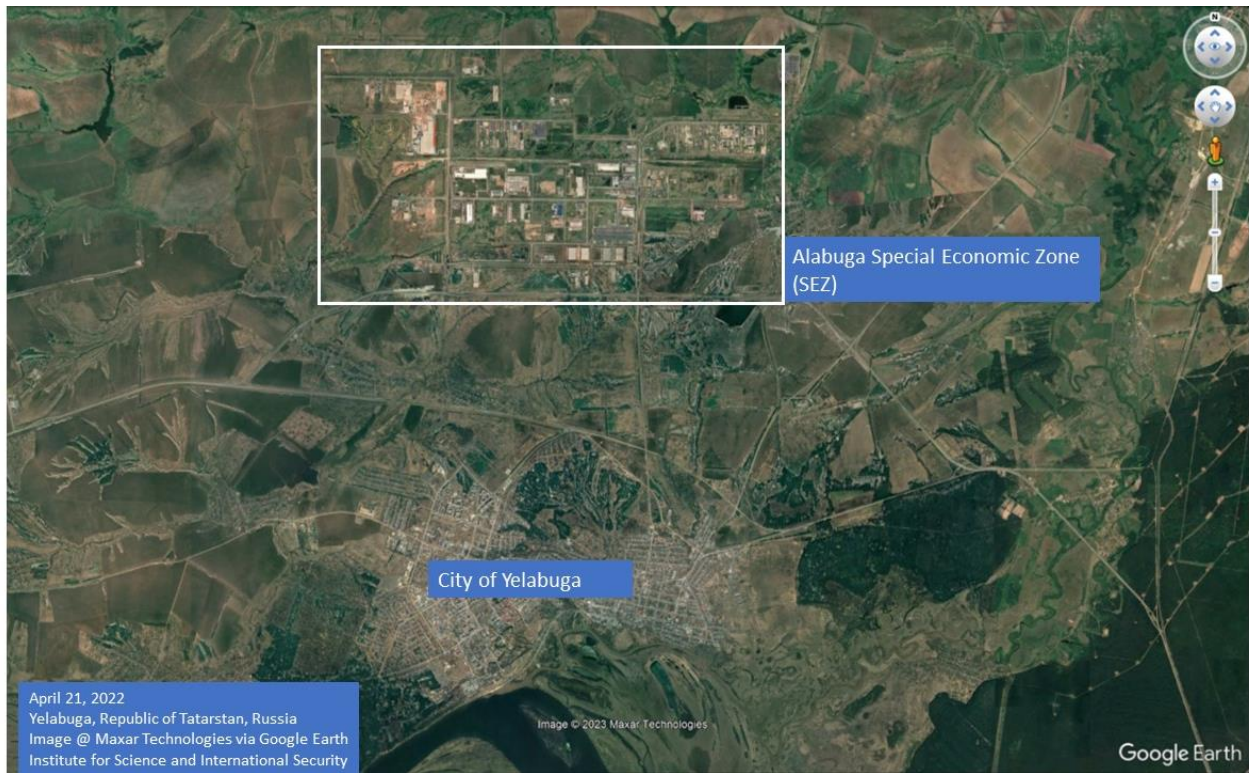 N
Alabuga Special Economic Zone
(SEZ)
City of Yelabuga
April 21, 2022
Yelabuga, Republic of Tatarstan, Russia
Image @ Maxar Technologies via Google Earth
Institute for Science and International Security
Image © 2023 Maxar Technologies
Google Earth